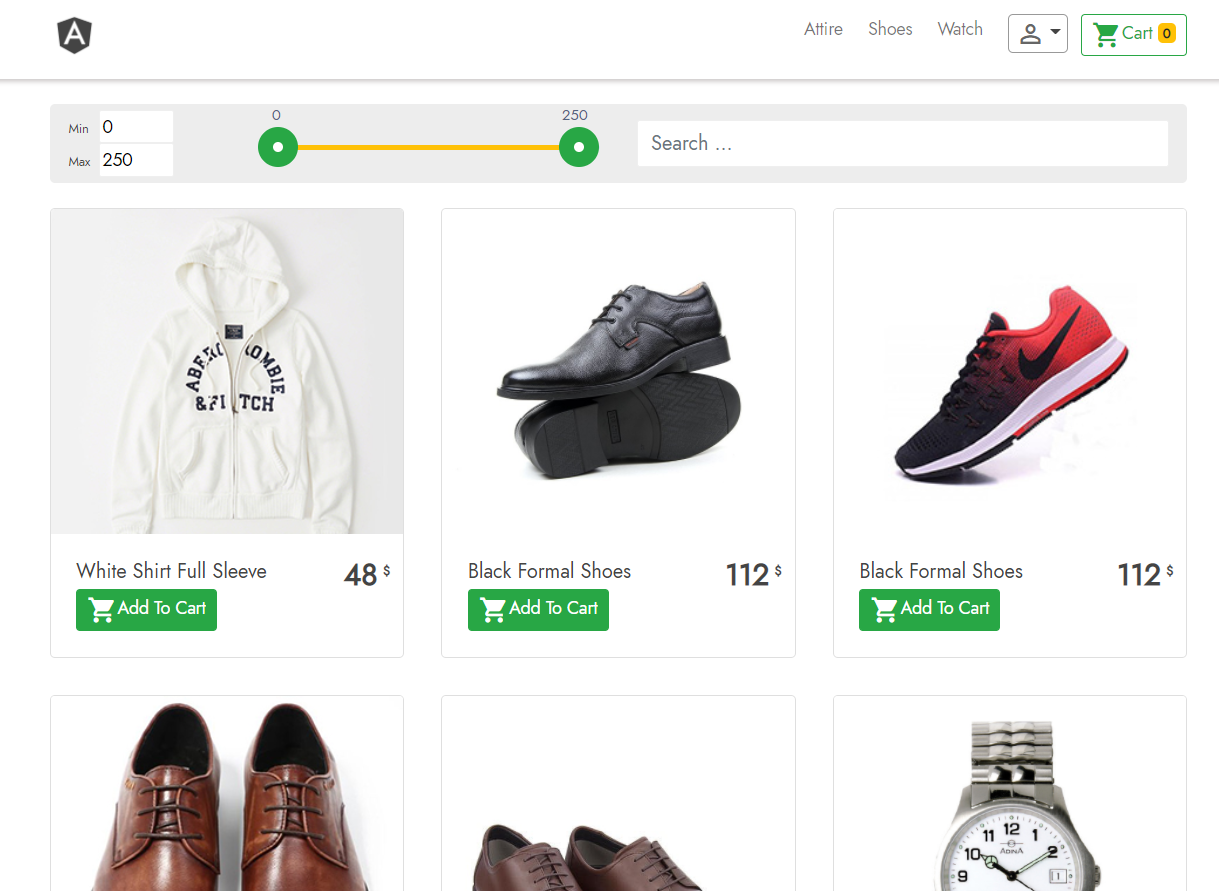 A
Attire Shoes Watch Cart 0
Min 0
Max 250
0 250
Search ...
ABERCROMBIE
& FITCH
White Shirt Full Sleeve 48 $
Add To Cart
Black Formal Shoes 112 $
Add To Cart
Black Formal Shoes 112 $
Add To Cart
11 12 1
10 ADINA 2
9 1